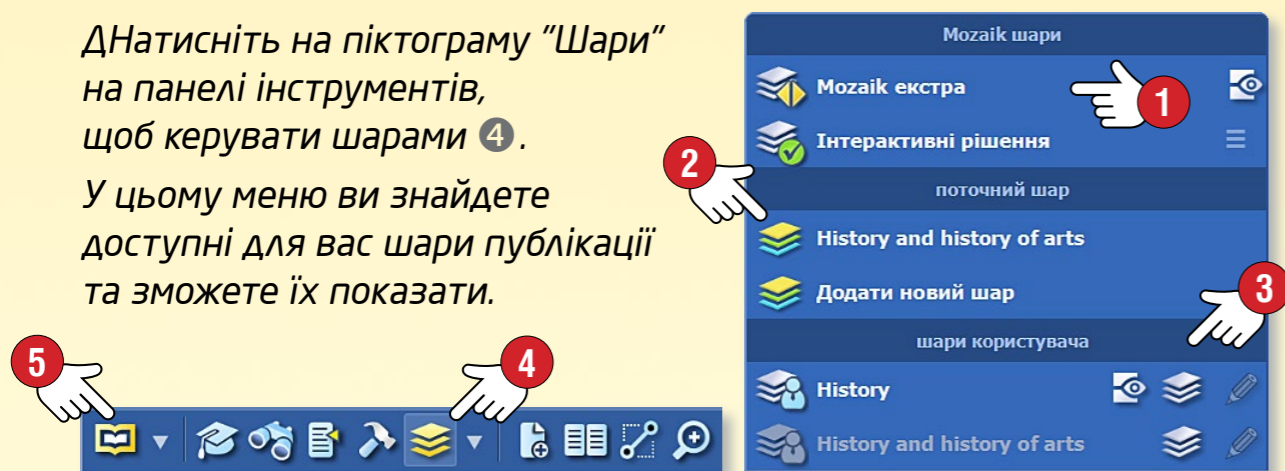 ДНатисніть на піктограму "Шари"
на панелі інструментів,
щоб керувати шарами 4.
У цьому меню ви знайдете
доступні для вас шари публікації
та зможете їх показати.
5
4
Mozaik шари
Mozaik екстра
1
Інтерактивні рішення
2
поточний шар
History and history of arts
Додати новий шар
3
шари користувача
History
History and history of arts